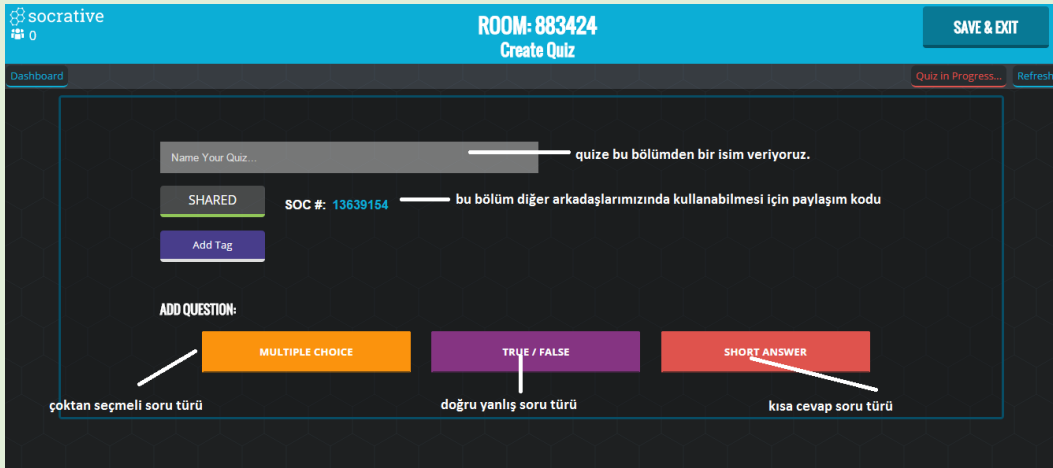 socrative
0
ROOM: 883424
Create Quiz
SAVE & EXIT
Dashboard
Quiz in Progress...
Refresh
Name Your Quiz...
quize bu bölümden bir isim veriyoruz.
SHARED
SOC #: 13639154
bu bölüm diğer arkadaşlarımızında kullanabilmesi için paylaşım kodu
Add Tag
ADD QUESTION:
MULTIPLE CHOICE
TRUE / FALSE
SHORT ANSWER
çoktan seçmeli soru türü
doğru yanlış soru türü
kısa cevap soru türü